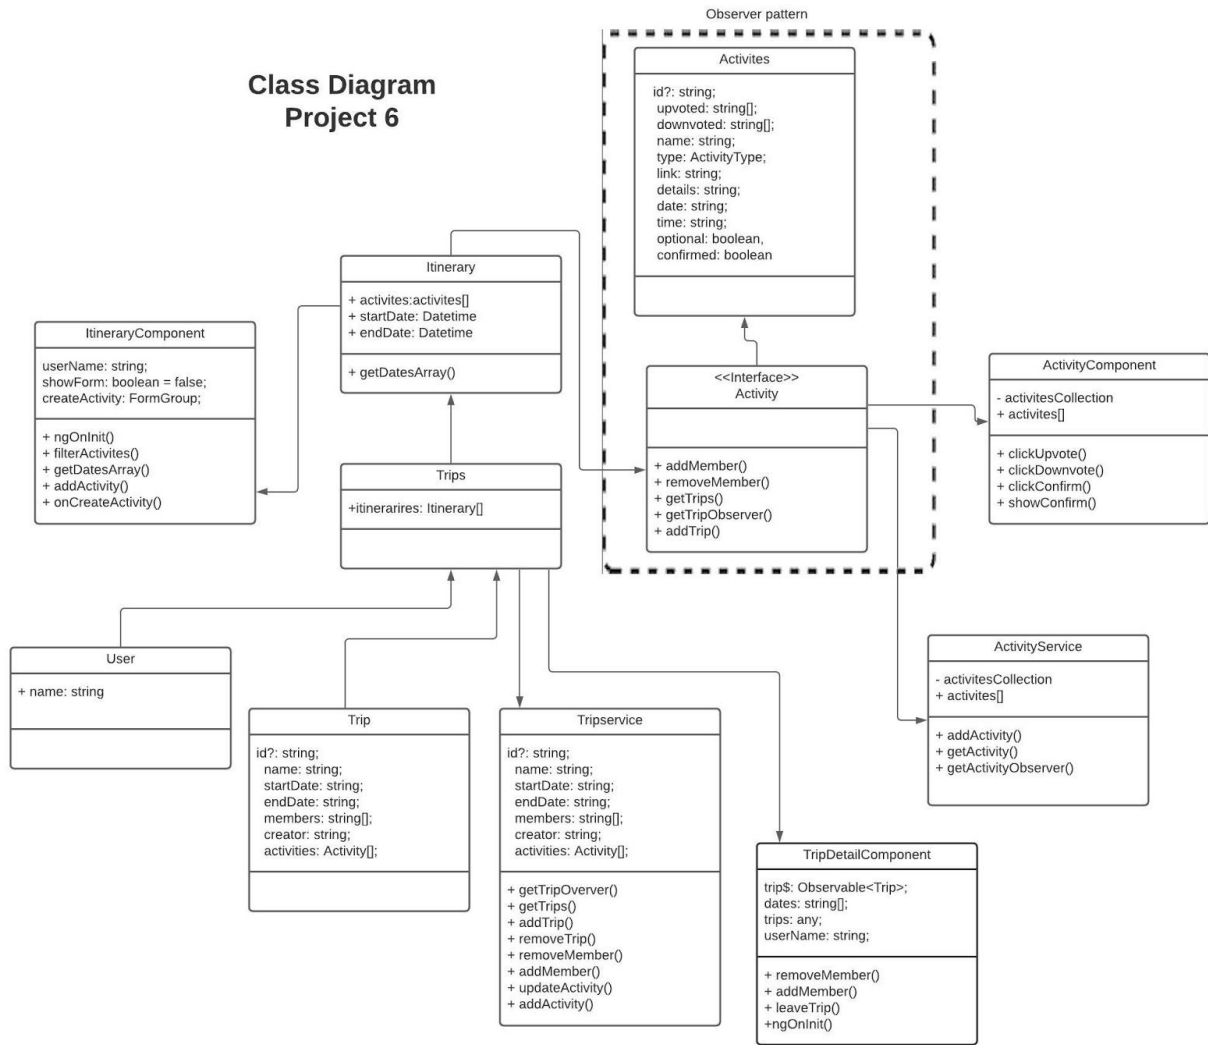 Observer pattern
Class Diagram
Project 6
Activites
id?: string;
upvoted: string[];
downvoted: string[];
name: string;
type: ActivityType;
link: string;
details: string;
date: string;
time: string;
optional: boolean,
confirmed: boolean
Itinerary
+ activites:activites[]
+ startDate: Datetime
+ endDate: Datetime
+ getDatesArray()
ItineraryComponent
userName: string;
showForm: boolean = false;
createActivity: FormGroup;
+ ngOnInit()
+ filterActivites()
+ getDatesArray()
+ addActivity()
+ onCreateActivity()
<<Interface>>
Activity
+ addMember()
+ removeMember()
+ getTrips()
+ getTripObserver()
+ addTrip()
ActivityComponent
- activitesCollection
+ activites[]
+ clickUpvote()
+ clickDownvote()
+ clickConfirm()
+ showConfirm()
Trips
+itinerarires: Itinerary[]
User
+ name: string
Trip
id?: string;
name: string;
startDate: string;
endDate: string;
members: string[];
creator: string;
activities: Activity[];
Tripservice
id?: string;
name: string;
startDate: string;
endDate: string;
members: string[];
creator: string;
activities: Activity[];
+ getTripOverver()
+ getTrips()
+ addTrip()
+ removeTrip()
+ removeMember()
+ addMember()
+ updateActivity()
+ addActivity()
ActivityService
- activitesCollection
+ activites[]
+ addActivity()
+ getActivity()
+ getActivityObserver()
TripDetailComponent
trip$: Observable<Trip>;
dates: string[];
trips: any;
userName: string;
+ removeMember()
+ addMember()
+ leaveTrip()
+ngOnInit()